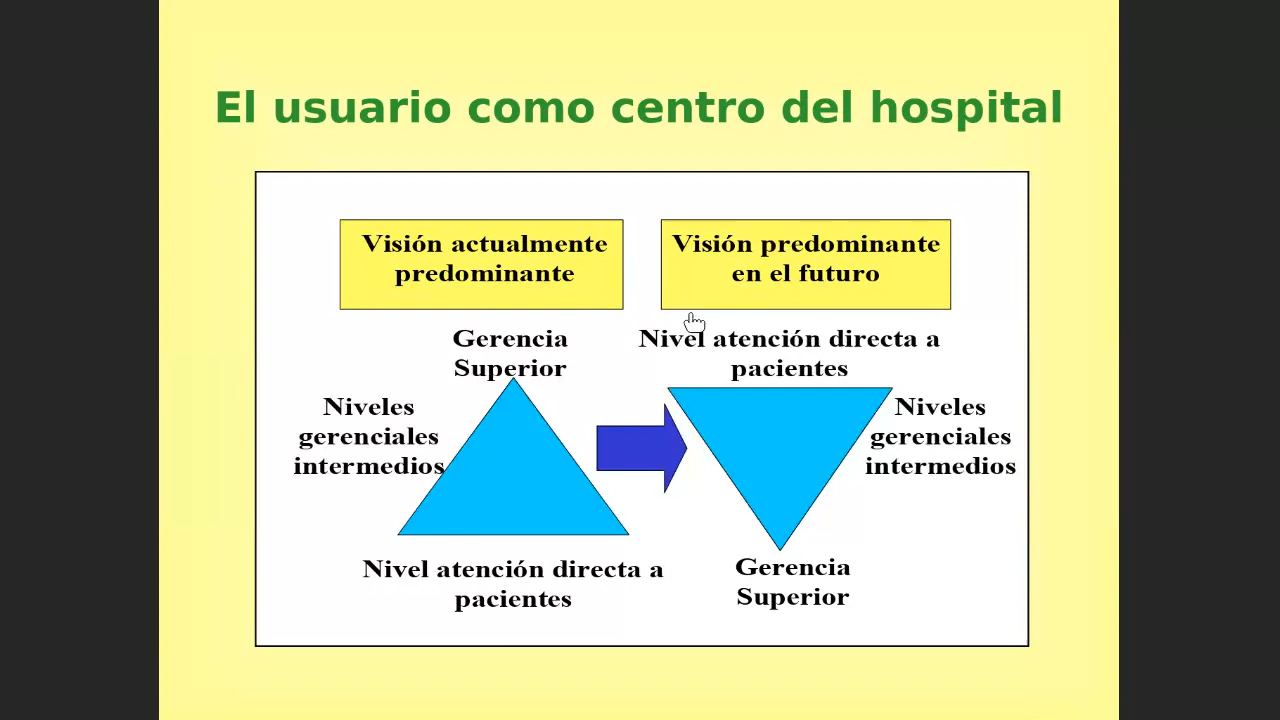 El usuario como centro del hospital
Visión actualmente
predominante
Visión predominante
en el futuro
Gerencia
Superior
Niveles
gerenciales
intermedios
Nivel atención directa a
pacientes
Nivel atención directa a
pacientes
Niveles
gerenciales
intermedios
Gerencia
Superior